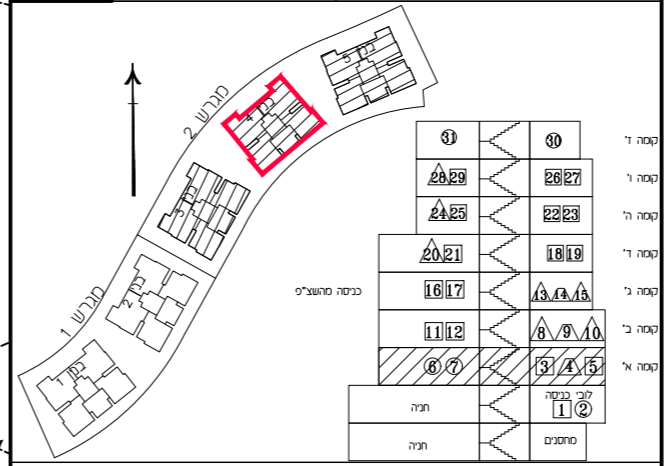 מגרש 2
מגרש 1
בנין 5
בנין 4
בנין 3
בנין 2
בנין 1
31 30 קומה ז'
28 29 26 27 קומה ו'
24 25 22 23 קומה ה'
20 21 18 19 קומה ד'
כניסה מהשצ"פ 16 17 13 14 15 קומה ג'
11 12 8 9 10 קומה ב'
6 7 3 4 5 קומה א'
חניה לובי כניסה
1 2
חניה מחסנים